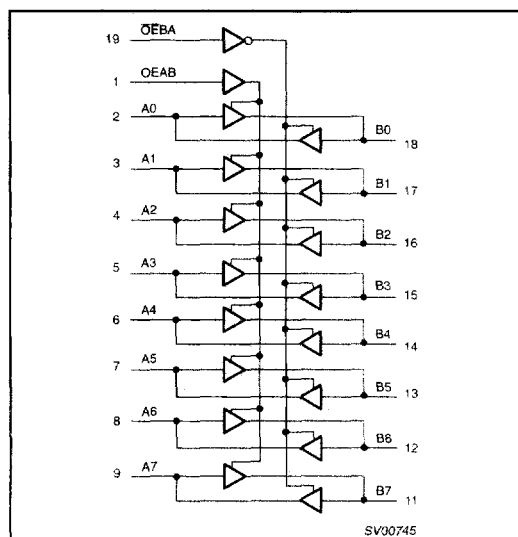 19 O̅E̅BA
1 OEAB
2 A0
B0 18
3 A1
B1 17
4 A2
B2 16
5 A3
B3 15
6 A4
B4 14
7 A5
B5 13
8 A6
B6 12
9 A7
B7 11
SV00745